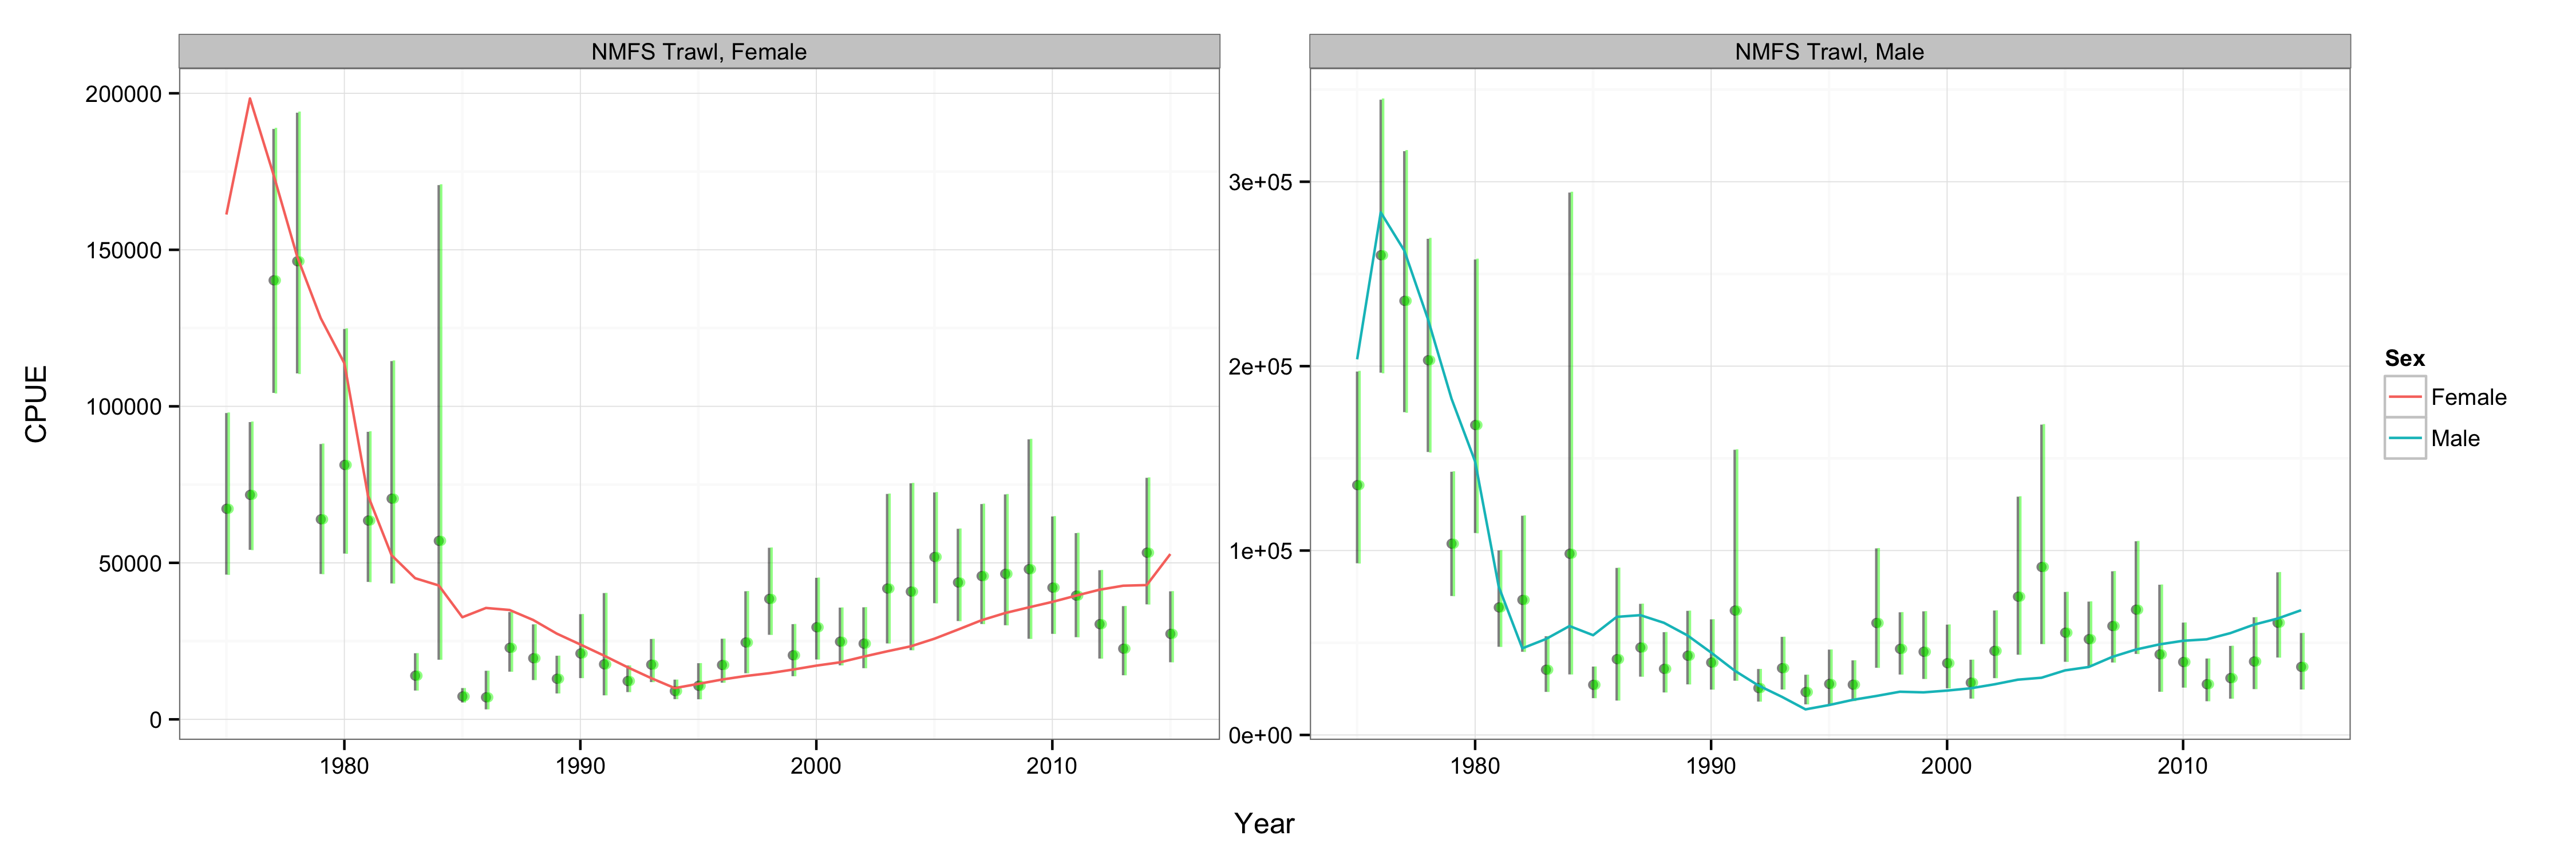 NMFS Trawl, Female
NMFS Trawl, Male
CPUE
200000
150000
100000
50000
0
1980
1990
2000
2010
3e+05
2e+05
1e+05
0e+00
1980
1990
2000
2010
Year
Sex
Female
Male